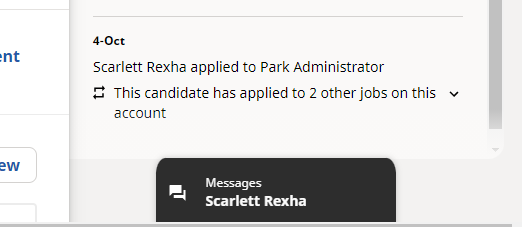 4-Oct
ent
Scarlett Rexha applied to Park Administrator
This candidate has applied to 2 other jobs on this
account
ew
Messages
Scarlett Rexha